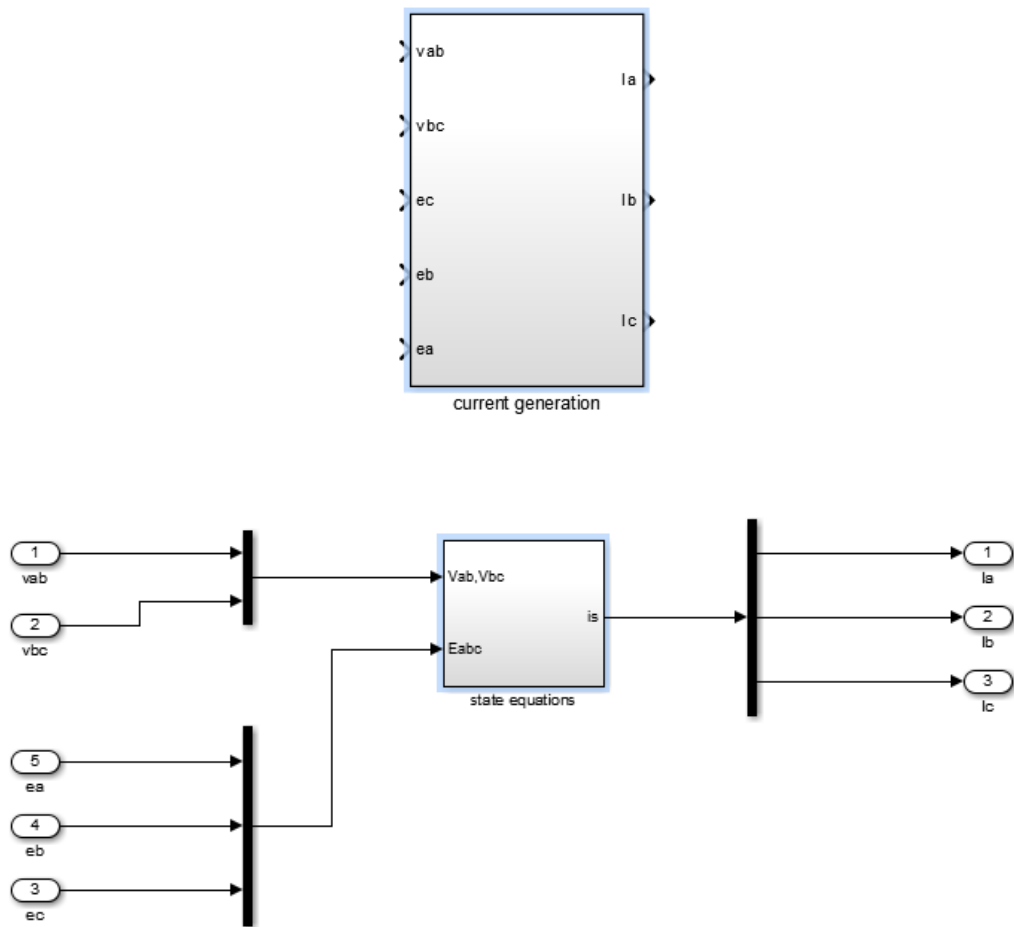 vab
Ia
vbc
ec
Ib
eb
Ic
ea
current generation
1
vab
2
vbc
Vab,Vbc
is
Eabc
state equations
1
Ia
2
Ib
3
Ic
5
ea
4
eb
3
ec